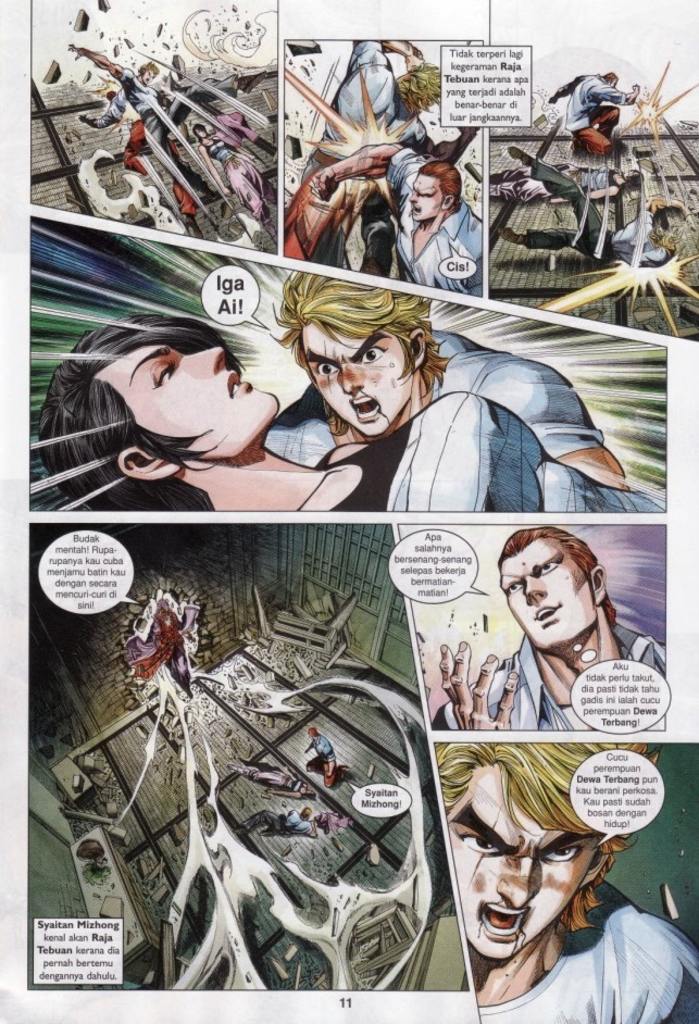 Tidak terperi lagi
kegeraman Raja
Tebuan kerana apa
yang terjadi adalah
benar-benar di
luar jangkaannya.
Cis!
Iga
Ai!
Budak
mentah! Rupa-
rupanya kau cuba
menjamu batin kau
dengan secara
mencuri-curi di
sini!
Syaitan
Mizhong!
Syaitan Mizhong
kenal akan Raja
Tebuan kerana dia
pernah bertemu
dengannya dahulu.
Apa
salahnya
bersenang-senang
selepas bekerja
bermatian-
matian!
Aku
tidak perlu takut,
dia pasti tidak tahu
gadis ini ialah cucu
perempuan Dewa
Terbang!
Cucu
perempuan
Dewa Terbang pun
kau berani perkosa.
Kau pasti sudah
bosan dengan
hidup!
11